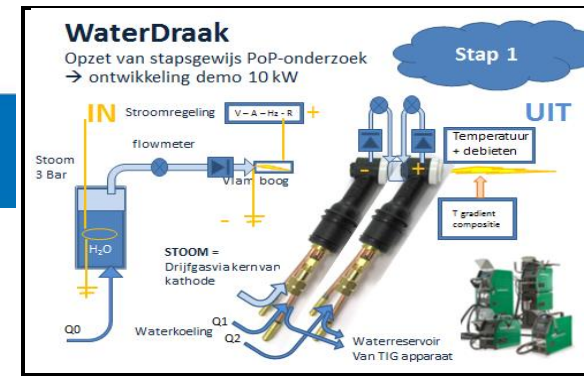 WaterDraak
Opzet van stapsgewijs PoP-onderzoek
→ ontwikkeling demo 10 kW
Stap 1
IN
Stroomregeling
V – A – Hz - R
+
UIT
flowmeter
Stoom
3 Bar
Vlam boog
-
+
Temperatuur
+ debieten
H₂O
-
T gradient
compositie
STOOM =
Drijfgas via kern van
kathode
Q0
Waterkoeling
Q1
Q2
Waterreservoir
Van TIG apparaat